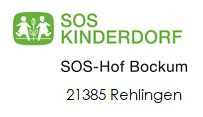 SOS
KINDERDORF
SOS-Hof Bockum
21385 Rehlingen